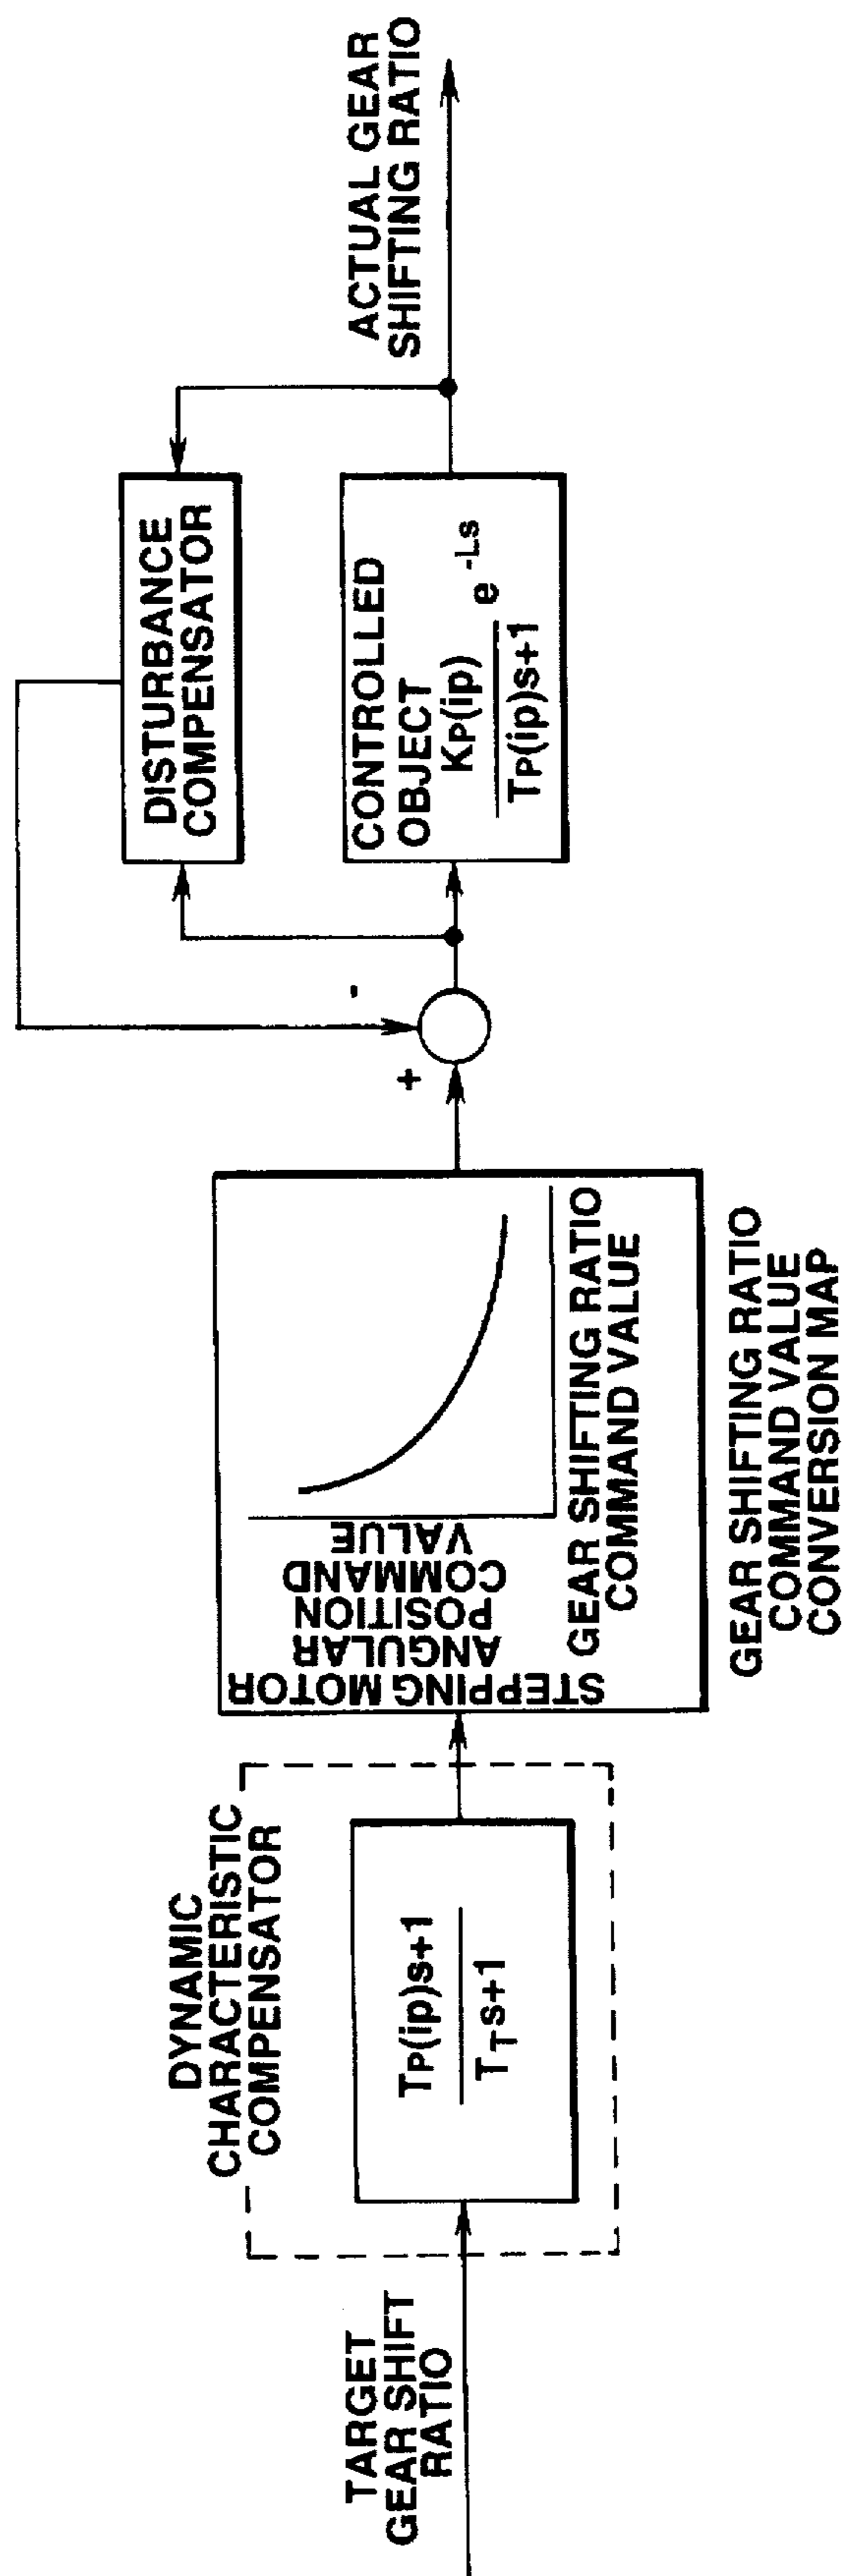 TARGET
GEAR SHIFT
RATIO
DYNAMIC
CHARACTERISTIC
COMPENSATOR
TP(ip)s+1
TTs+1
STEPPING MOTOR
ANGULAR
POSITION
COMMAND
VALUE
GEAR SHIFTING RATIO
COMMAND VALUE
GEAR SHIFTING RATIO
COMMAND VALUE
CONVERSION MAP
+
-
DISTURBANCE
COMPENSATOR
CONTROLLED
OBJECT
KP(ip)
e-Ls
TP(ip)s+1
ACTUAL GEAR
SHIFTING RATIO